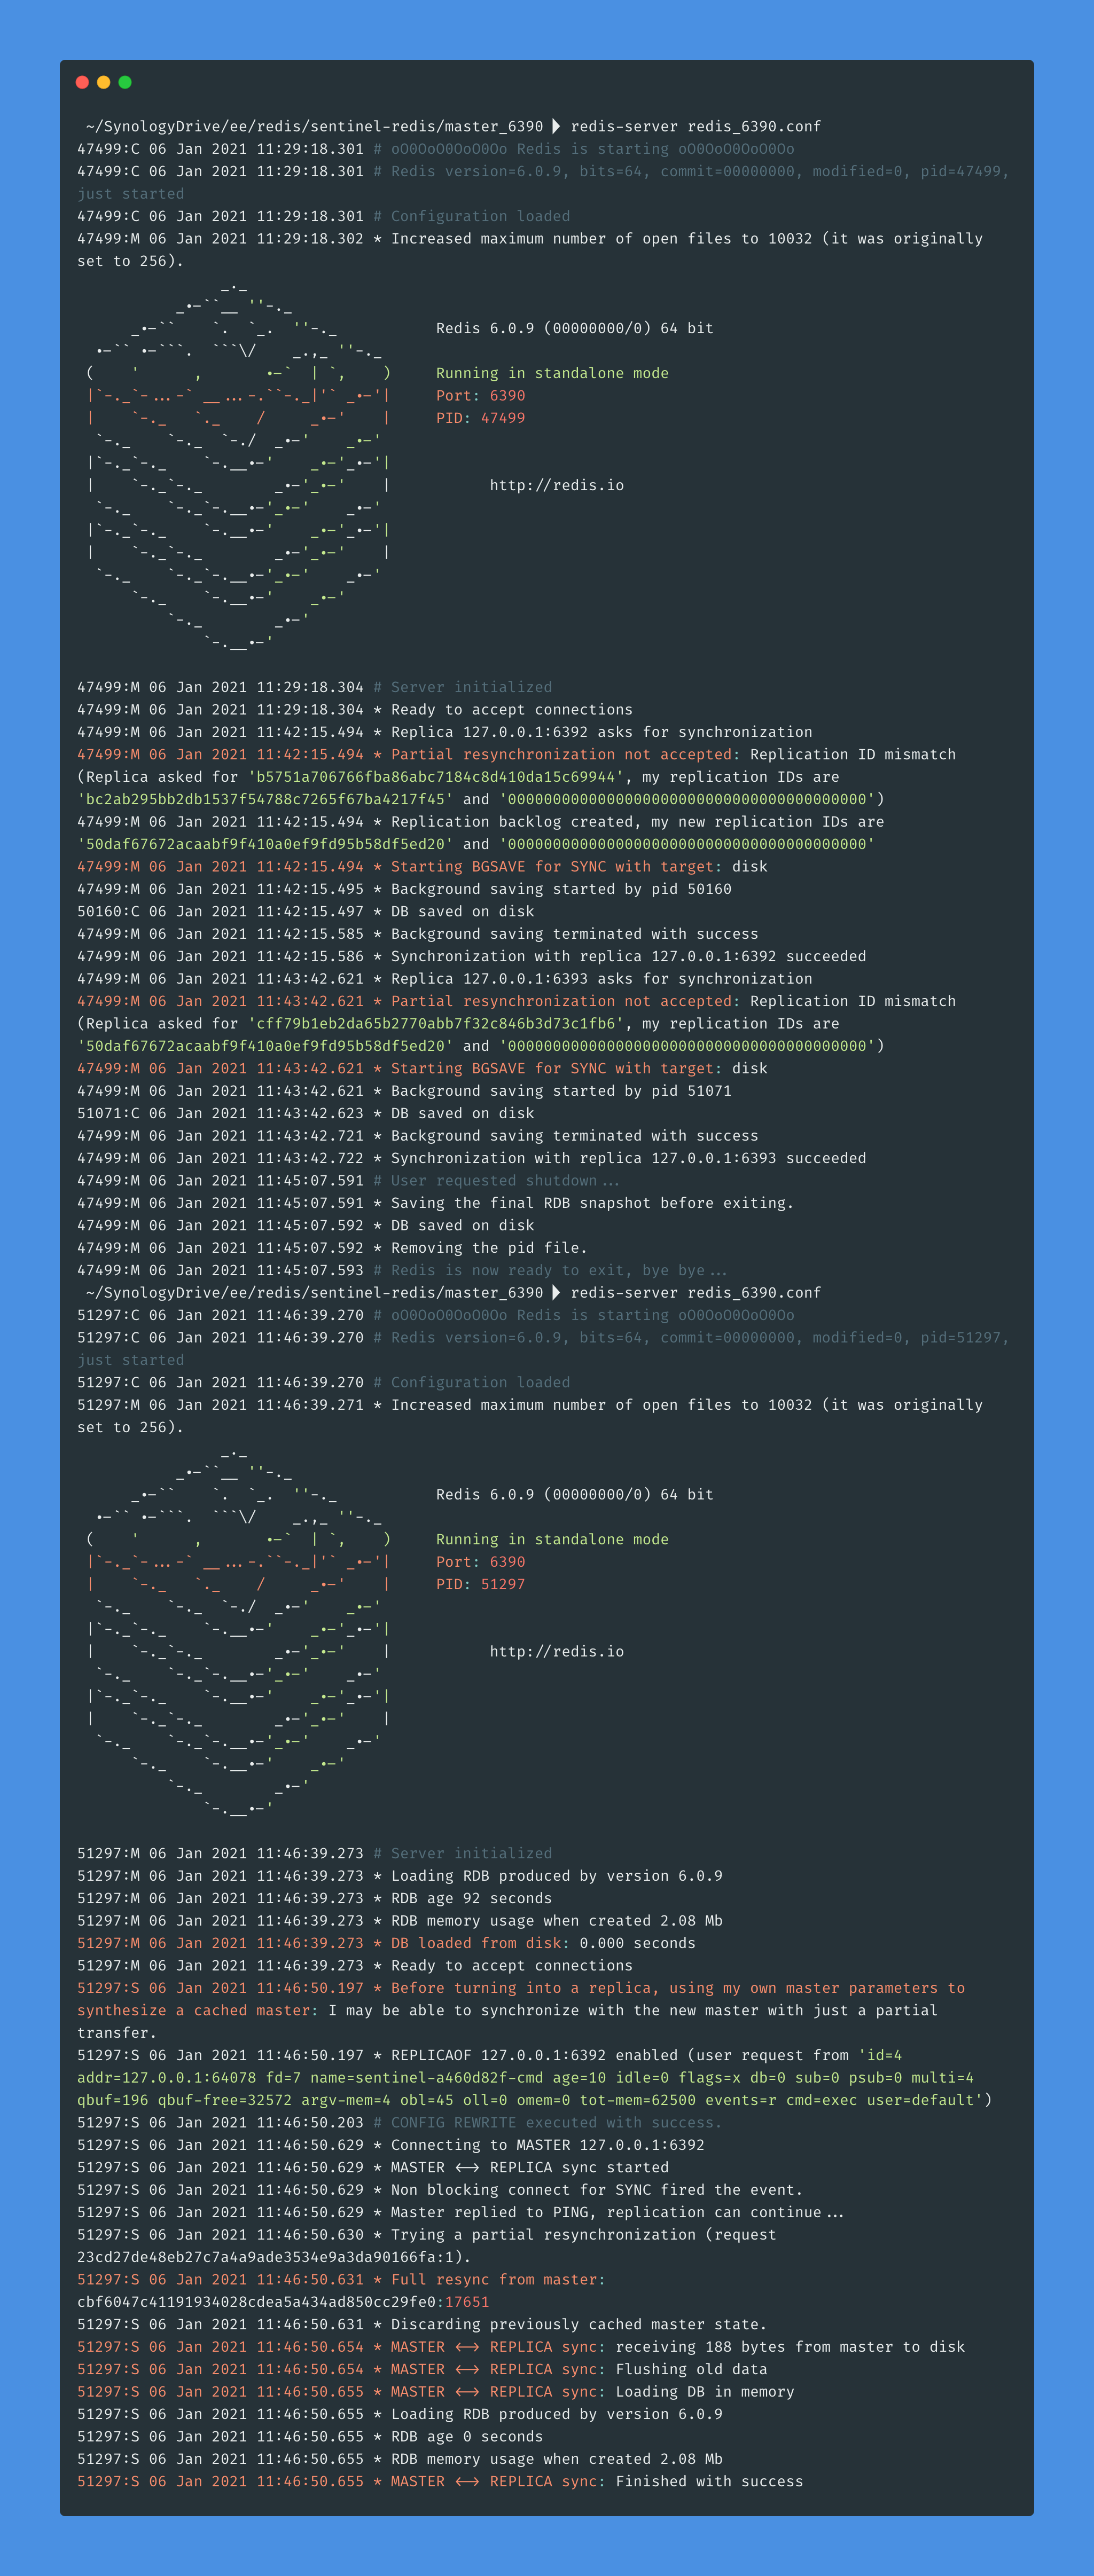 ~/SynologyDrive/ee/redis/sentinel-redis/master_6390 ⏵ redis-server redis_6390.conf
47499:C 06 Jan 2021 11:29:18.301 # oO0OoO0OoO0Oo Redis is starting oO0OoO0OoO0Oo
47499:C 06 Jan 2021 11:29:18.301 # Redis version=6.0.9, bits=64, commit=00000000, modified=0, pid=47499,
just started
47499:C 06 Jan 2021 11:29:18.301 # Configuration loaded
47499:M 06 Jan 2021 11:29:18.302 * Increased maximum number of open files to 10032 (it was originally
set to 256).
Redis 6.0.9 (00000000/0) 64 bit
Running in standalone mode
Port: 6390
PID: 47499
http://redis.io
47499:M 06 Jan 2021 11:29:18.304 # Server initialized
47499:M 06 Jan 2021 11:29:18.304 * Ready to accept connections
47499:M 06 Jan 2021 11:42:15.494 * Replica 127.0.0.1:6392 asks for synchronization
47499:M 06 Jan 2021 11:42:15.494 * Partial resynchronization not accepted: Replication ID mismatch
(Replica asked for 'b5751a706766fba86abc7184c8d410da15c69944', my replication IDs are
'bc2ab295bb2db1537f54788c7265f67ba4217f45' and '0000000000000000000000000000000000000000')
47499:M 06 Jan 2021 11:42:15.494 * Replication backlog created, my new replication IDs are
'50daf67672acaabf9f410a0ef9fd95b58df5ed20' and '0000000000000000000000000000000000000000'
47499:M 06 Jan 2021 11:42:15.494 * Starting BGSAVE for SYNC with target: disk
47499:M 06 Jan 2021 11:42:15.495 * Background saving started by pid 50160
50160:C 06 Jan 2021 11:42:15.497 * DB saved on disk
47499:M 06 Jan 2021 11:42:15.585 * Background saving terminated with success
47499:M 06 Jan 2021 11:42:15.586 * Synchronization with replica 127.0.0.1:6392 succeeded
47499:M 06 Jan 2021 11:43:42.621 * Replica 127.0.0.1:6393 asks for synchronization
47499:M 06 Jan 2021 11:43:42.621 * Partial resynchronization not accepted: Replication ID mismatch
(Replica asked for 'cff79b1eb2da65b2770abb7f32c846b3d73c1fb6', my replication IDs are
'50daf67672acaabf9f410a0ef9fd95b58df5ed20' and '0000000000000000000000000000000000000000')
47499:M 06 Jan 2021 11:43:42.621 * Starting BGSAVE for SYNC with target: disk
47499:M 06 Jan 2021 11:43:42.621 * Background saving started by pid 51071
51071:C 06 Jan 2021 11:43:42.623 * DB saved on disk
47499:M 06 Jan 2021 11:43:42.721 * Background saving terminated with success
47499:M 06 Jan 2021 11:43:42.722 * Synchronization with replica 127.0.0.1:6393 succeeded
47499:M 06 Jan 2021 11:45:07.591 # User requested shutdown...
47499:M 06 Jan 2021 11:45:07.591 * Saving the final RDB snapshot before exiting.
47499:M 06 Jan 2021 11:45:07.592 * DB saved on disk
47499:M 06 Jan 2021 11:45:07.592 * Removing the pid file.
47499:M 06 Jan 2021 11:45:07.593 # Redis is now ready to exit, bye bye...
~/SynologyDrive/ee/redis/sentinel-redis/master_6390 ⏵ redis-server redis_6390.conf
51297:C 06 Jan 2021 11:46:39.270 # oO0OoO0OoO0Oo Redis is starting oO0OoO0OoO0Oo
51297:C 06 Jan 2021 11:46:39.270 # Redis version=6.0.9, bits=64, commit=00000000, modified=0, pid=51297,
just started
51297:C 06 Jan 2021 11:46:39.270 # Configuration loaded
51297:M 06 Jan 2021 11:46:39.271 * Increased maximum number of open files to 10032 (it was originally
set to 256).
Redis 6.0.9 (00000000/0) 64 bit
Running in standalone mode
Port: 6390
PID: 51297
http://redis.io
51297:M 06 Jan 2021 11:46:39.273 # Server initialized
51297:M 06 Jan 2021 11:46:39.273 * Loading RDB produced by version 6.0.9
51297:M 06 Jan 2021 11:46:39.273 * RDB age 92 seconds
51297:M 06 Jan 2021 11:46:39.273 * RDB memory usage when created 2.08 Mb
51297:M 06 Jan 2021 11:46:39.273 * DB loaded from disk: 0.000 seconds
51297:M 06 Jan 2021 11:46:39.273 * Ready to accept connections
51297:S 06 Jan 2021 11:46:50.197 * Before turning into a replica, using my own master parameters to
synthesize a cached master: I may be able to synchronize with the new master with just a partial
transfer.
51297:S 06 Jan 2021 11:46:50.197 * REPLICAOF 127.0.0.1:6392 enabled (user request from 'id=4
addr=127.0.0.1:64078 fd=7 name=sentinel-a460d82f-cmd age=10 idle=0 flags=x db=0 sub=0 psub=0 multi=4
qbuf=196 qbuf-free=32572 argv-mem=4 obl=45 oll=0 omem=0 tot-mem=62500 events=r cmd=exec user=default')
51297:S 06 Jan 2021 11:46:50.203 # CONFIG REWRITE executed with success.
51297:S 06 Jan 2021 11:46:50.629 * Connecting to MASTER 127.0.0.1:6392
51297:S 06 Jan 2021 11:46:50.629 * MASTER <-> REPLICA sync started
51297:S 06 Jan 2021 11:46:50.629 * Non blocking connect for SYNC fired the event.
51297:S 06 Jan 2021 11:46:50.629 * Master replied to PING, replication can continue...
51297:S 06 Jan 2021 11:46:50.630 * Trying a partial resynchronization (request
23cd27de48eb27c7a4a9ade3534e9a3da90166fa:1).
51297:S 06 Jan 2021 11:46:50.631 * Full resync from master:
cbf6047c41191934028cdea5a434ad850cc29fe0:17651
51297:S 06 Jan 2021 11:46:50.631 * Discarding previously cached master state.
51297:S 06 Jan 2021 11:46:50.654 * MASTER <-> REPLICA sync: receiving 188 bytes from master to disk
51297:S 06 Jan 2021 11:46:50.654 * MASTER <-> REPLICA sync: Flushing old data
51297:S 06 Jan 2021 11:46:50.655 * MASTER <-> REPLICA sync: Loading DB in memory
51297:S 06 Jan 2021 11:46:50.655 * Loading RDB produced by version 6.0.9
51297:S 06 Jan 2021 11:46:50.655 * RDB age 0 seconds
51297:S 06 Jan 2021 11:46:50.655 * RDB memory usage when created 2.08 Mb
51297:S 06 Jan 2021 11:46:50.655 * MASTER <-> REPLICA sync: Finished with success